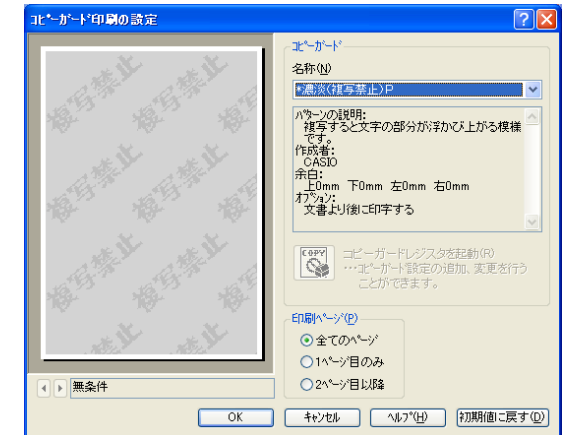 コピーガード印刷の設定
コピーガード
名称(N)
*濃淡(複写禁止)P
パターンの説明:
複写すると文字の部分が浮かび上がる模様
です。
作成者:
CASIO
余白:
上0mm 下0mm 左0mm 右0mm
オプション:
文書より後に印字する
COPY
コピーガードレジスタを起動(R)
…コピーガード設定の追加、変更を行う
ことができます。
印刷ページ(P)
全てのページ
1ページ目のみ
2ページ目以降
複写禁止 複写禁止
複写禁止 複写禁止
複写禁止 複写禁止
無条件
OK
キャンセル
ヘルプ(H)
初期値に戻す(D)